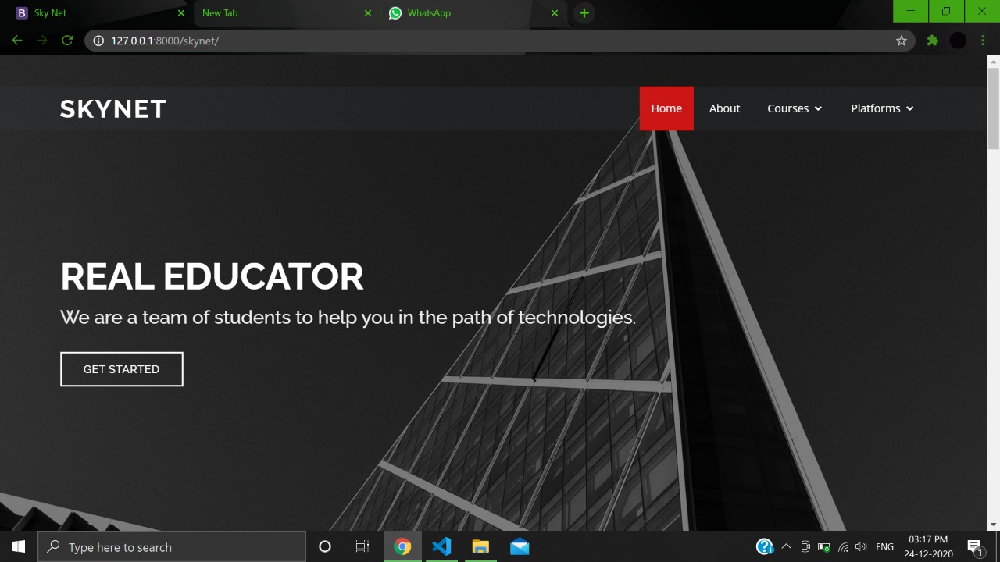 Sky Net
New Tab
WhatsApp
127.0.0.1:8000/skynet/
SKYNET
Home
About
Courses
Platforms
REAL EDUCATOR
We are a team of students to help you in the path of technologies.
GET STARTED
Type here to search
ENG
03:17 PM
24-12-2020
1